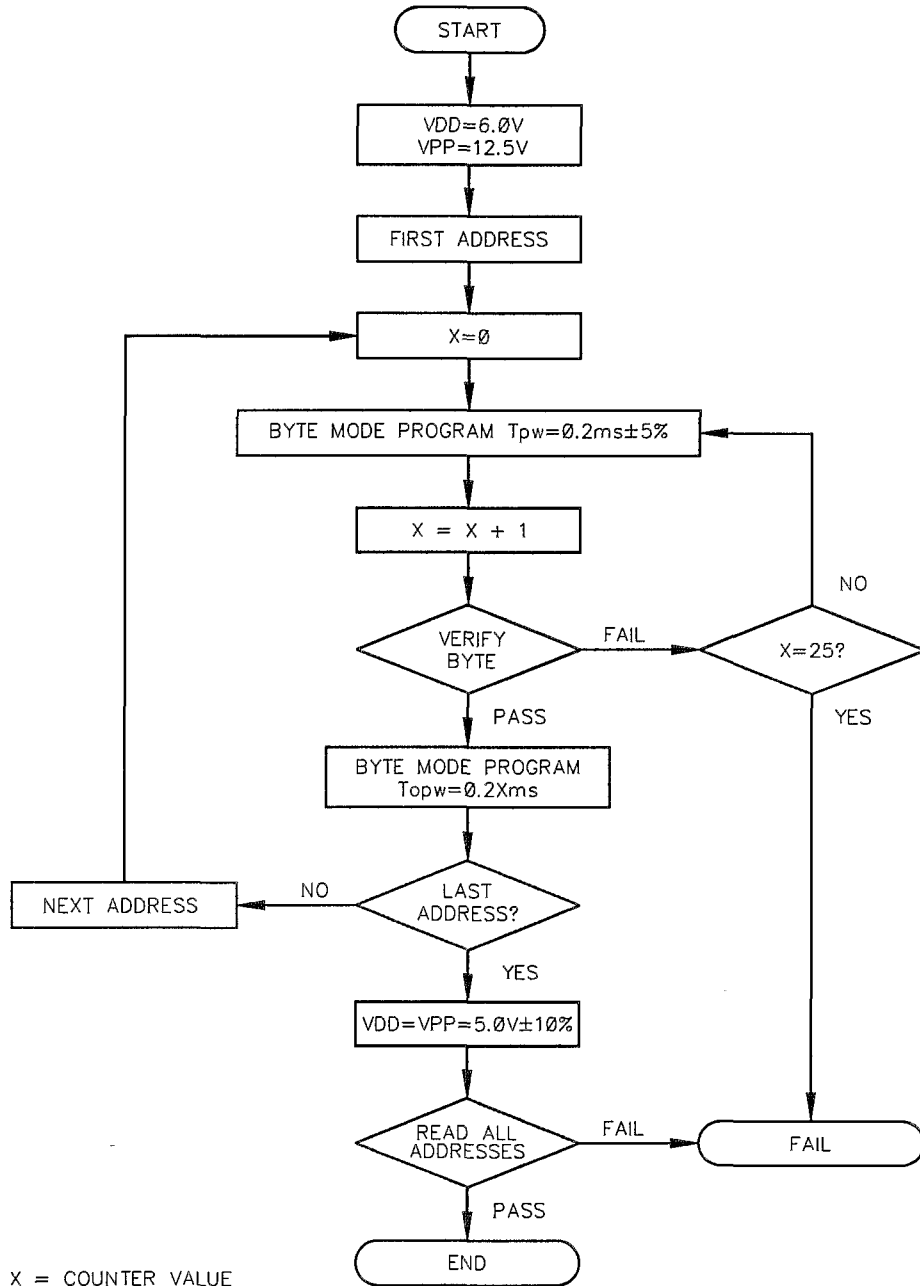 START
VDD=6.0V
VPP=12.5V
FIRST ADDRESS
X=0
BYTE MODE PROGRAM Tpw=0.2ms±5%
X = X + 1
NO
VERIFY
BYTE
FAIL
X=25?
PASS
YES
BYTE MODE PROGRAM
Topw=0.2Xms
NEXT ADDRESS
NO
LAST
ADDRESS?
YES
VDD=VPP=5.0V±10%
READ ALL
ADDRESSES
FAIL
FAIL
PASS
END
X = COUNTER VALUE